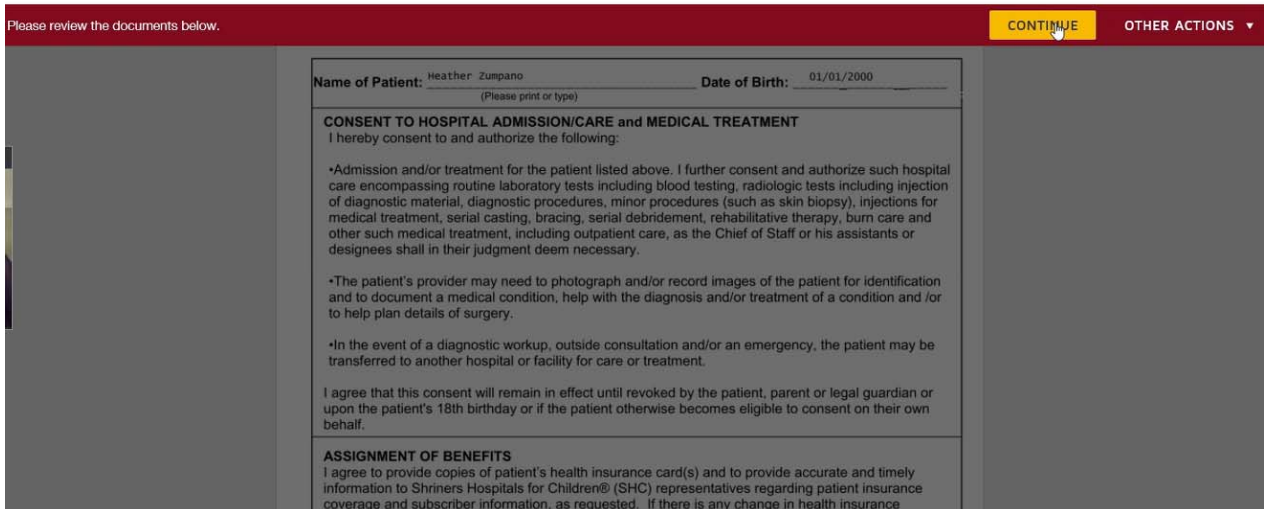 Please review the documents below.
CONTINUE
OTHER ACTIONS ▼
Name of Patient: Heather Zumpano Date of Birth: 01/01/2000
(Please print or type)
CONSENT TO HOSPITAL ADMISSION/CARE and MEDICAL TREATMENT
I hereby consent to and authorize the following:
•Admission and/or treatment for the patient listed above. I further consent and authorize such hospital
care encompassing routine laboratory tests including blood testing, radiologic tests including injection
of diagnostic material, diagnostic procedures, minor procedures (such as skin biopsy), injections for
medical treatment, serial casting, bracing, serial debridement, rehabilitative therapy, burn care and
other such medical treatment, including outpatient care, as the Chief of Staff or his assistants or
designees shall in their judgment deem necessary.
•The patient's provider may need to photograph and/or record images of the patient for identification
and to document a medical condition, help with the diagnosis and/or treatment of a condition and /or
to help plan details of surgery.
•In the event of a diagnostic workup, outside consultation and/or an emergency, the patient may be
transferred to another hospital or facility for care or treatment.
I agree that this consent will remain in effect until revoked by the patient, parent or legal guardian or
upon the patient's 18th birthday or if the patient otherwise becomes eligible to consent on their own
behalf.
ASSIGNMENT OF BENEFITS
I agree to provide copies of patient's health insurance card(s) and to provide accurate and timely
information to Shriners Hospitals for Children® (SHC) representatives regarding patient insurance
coverage and subscriber information, as requested. If there is any change in health insurance